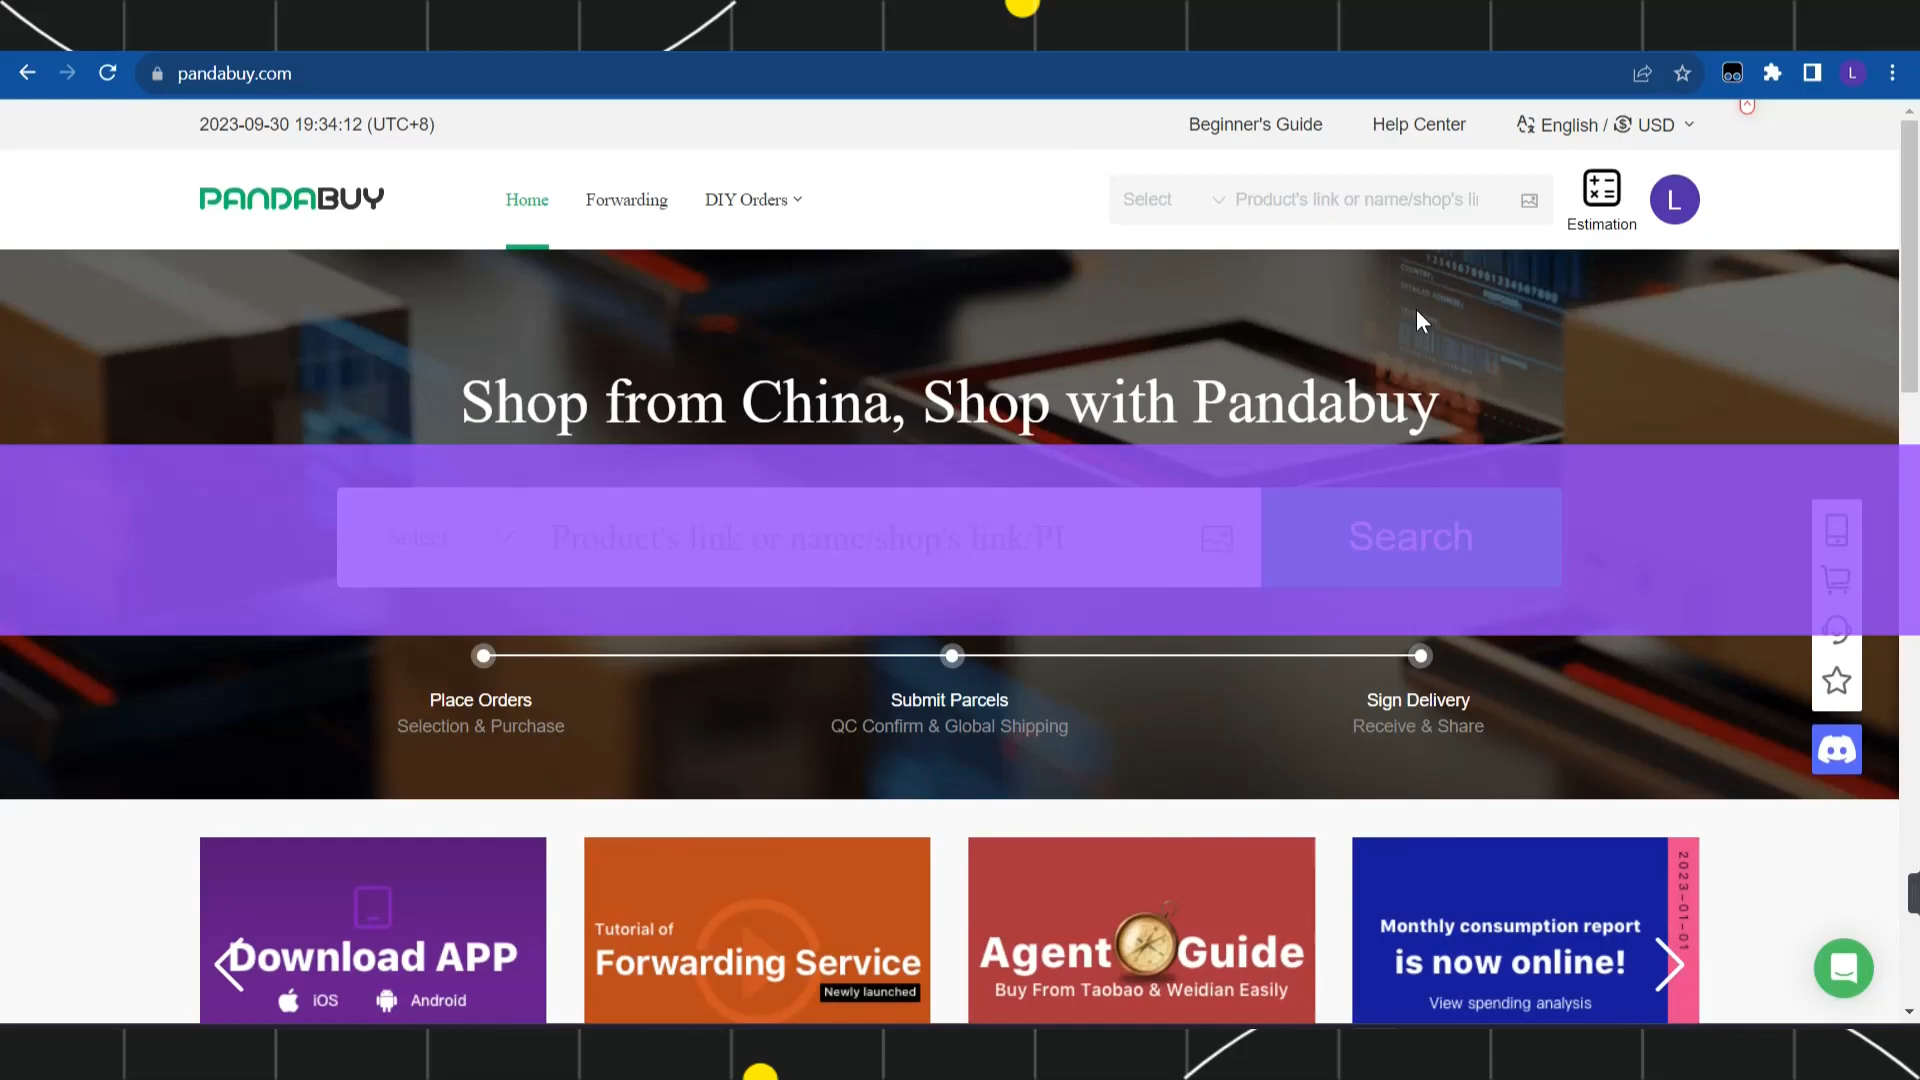 pandabuy.com
L
2023-09-30 19:34:12 (UTC+8)
Beginner's Guide
Help Center
English / USD
PANDABUY
Home
Forwarding
DIY Orders
Select
Product's link or name/shop's li
Estimation
L
Shop from China, Shop with Pandabuy
Select
Product's link or name/shop's link/PI
Search
Place Orders
Submit Parcels
Sign Delivery
Selection & Purchase
QC Confirm & Global Shipping
Receive & Share
Download APP
iOS
Android
Tutorial of
Forwarding Service
Newly launched
Agent Guide
Buy From Taobao & Weidian Easily
Monthly consumption report
is now online!
View spending analysis
2023-01-01